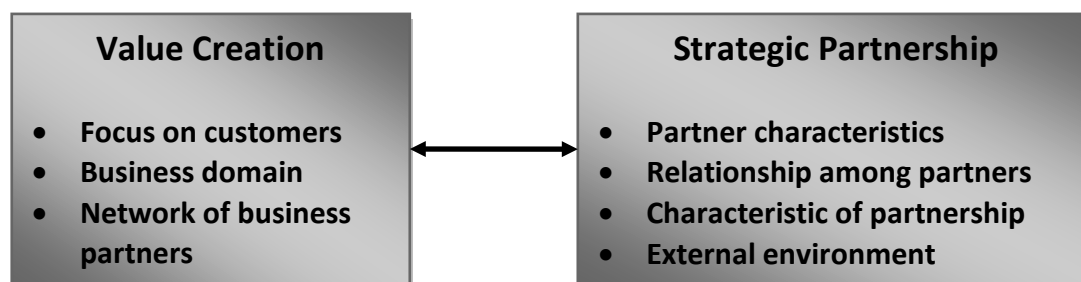 Value Creation
• Focus on customers
• Business domain
• Network of business
partners
Strategic Partnership
• Partner characteristics
• Relationship among partners
• Characteristic of partnership
• External environment